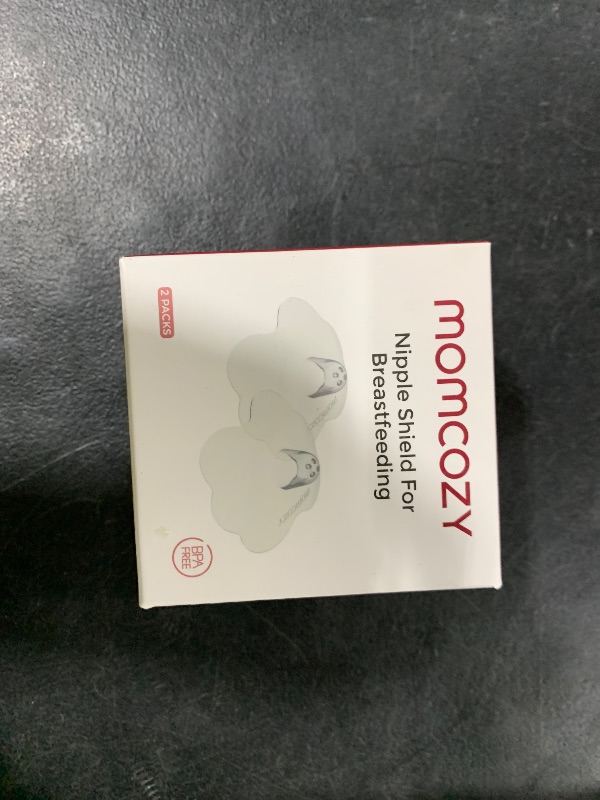 momcozy
Nipple Shield For
Breastfeeding
2 PACKS
BPA
FREE